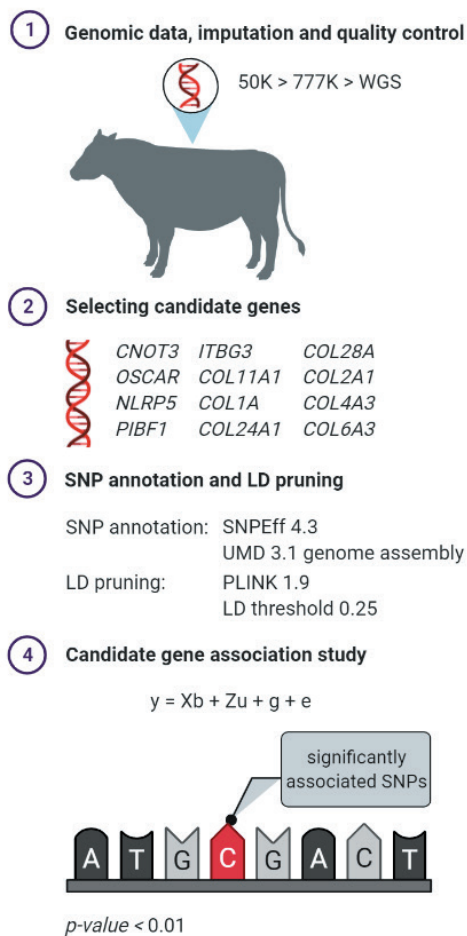 1 Genomic data, imputation and quality control
50K > 777K > WGS
2 Selecting candidate genes
CNOT3 ITBG3 COL28A
OSCAR COL11A1 COL2A1
NLRP5 COL1A COL4A3
PIBF1 COL24A1 COL6A3
3 SNP annotation and LD pruning
SNP annotation: SNPEff 4.3
UMD 3.1 genome assembly
LD pruning: PLINK 1.9
LD threshold 0.25
4 Candidate gene association study
y = Xb + Zu + g + e
significantly
associated SNPs
A T G C G A C T
p-value < 0.01